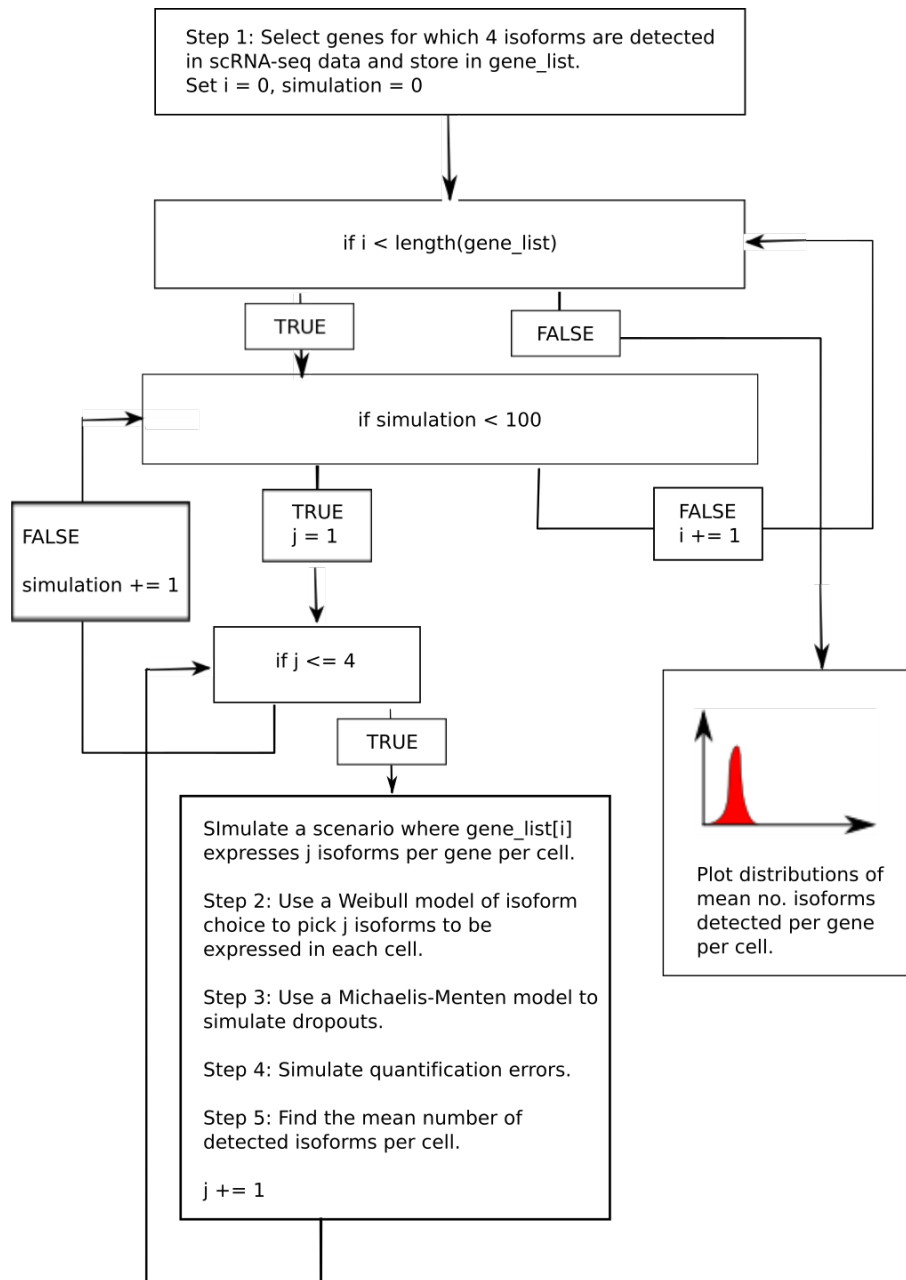 Step 1: Select genes for which 4 isoforms are detected
in scRNA-seq data and store in gene_list.
Set i = 0, simulation = 0
if i < length(gene_list)
TRUE
FALSE
if simulation < 100
TRUE
j = 1
FALSE
i += 1
FALSE
simulation += 1
if j <= 4
TRUE
SImulate a scenario where gene_list[i]
expresses j isoforms per gene per cell.
Step 2: Use a Weibull model of isoform
choice to pick j isoforms to be
expressed in each cell.
Step 3: Use a Michaelis-Menten model to
simulate dropouts.
Step 4: Simulate quantification errors.
Step 5: Find the mean number of
detected isoforms per cell.
j += 1
Plot distributions of
mean no. isoforms
detected per gene
per cell.